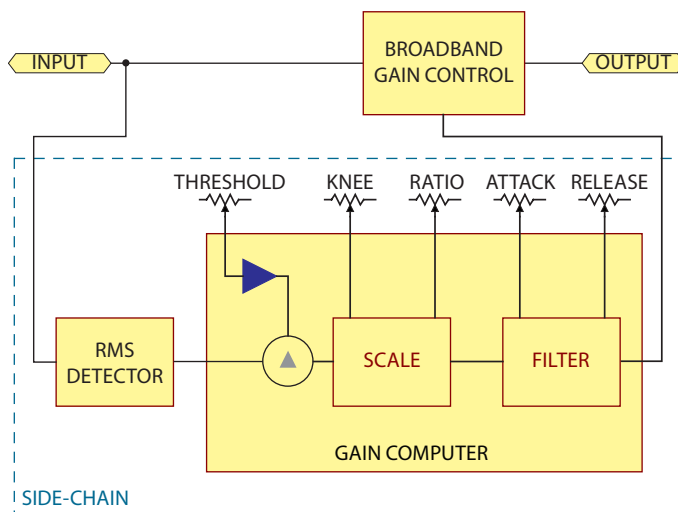 BROADBAND
GAIN CONTROL
INPUT
OUTPUT
THRESHOLD
KNEE
RATIO
ATTACK
RELEASE
RMS
DETECTOR
SCALE
FILTER
GAIN COMPUTER
SIDE-CHAIN